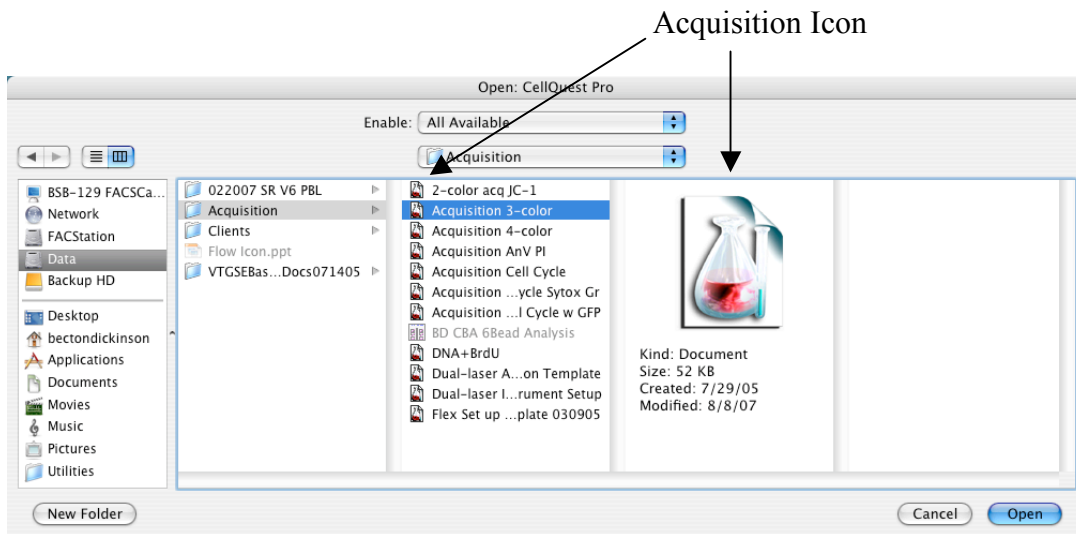 Acquisition Icon
Open: CellQuest Pro
Enable: All Available
Acquisition
BSB-129 FACSCa...
Network
FACStation
Data
Backup HD
Desktop
bectondickinson
Applications
Documents
Movies
Music
Pictures
Utilities
022007 SR V6 PBL
Acquisition
Clients
Flow Icon.ppt
VTGSEBas...Docs071405
2-color acq JC-1
Acquisition 3-color
Acquisition 4-color
Acquisition AnV PI
Acquisition Cell Cycle
Acquisition ...ycle Sytox Gr
Acquisition ...l Cycle w GFP
BD CBA 6Bead Analysis
DNA+BrdU
Dual-laser A...on Template
Dual-laser I...rument Setup
Flex Set up ...plate 030905
Kind: Document
Size: 52 KB
Created: 7/29/05
Modified: 8/8/07
New Folder
Cancel
Open